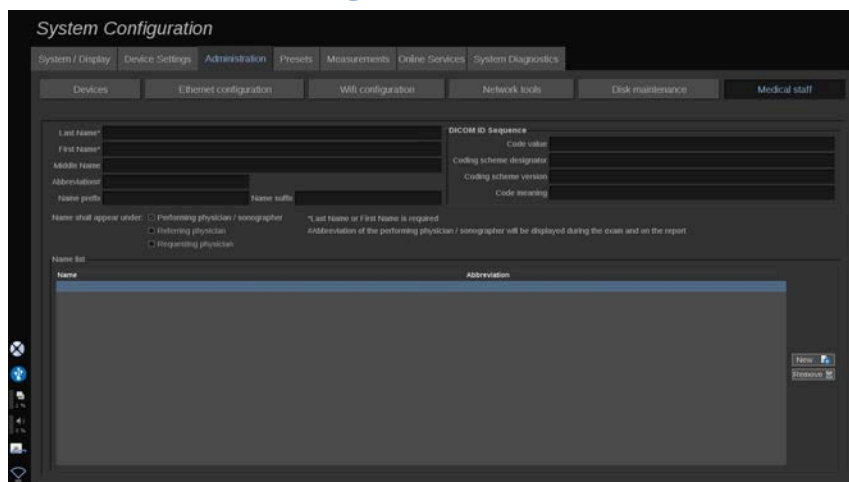 System Configuration
System / Display Device Settings Administration Presets Measurements Online Services System Diagnostics
Devices Ethernet configuration Wifi configuration Network tools Disk maintenance Medical staff
Last Name* DICOM ID Sequence
First Name* Code value
Middle Name Coding scheme designator
Abbreviation# Coding scheme version
Name prefix Name suffix Code meaning
Name shall appear under: Performing physician / sonographer *Last Name or First Name is required
Referring physician #Abbreviation of the performing physician / sonographer will be displayed during the exam and on the report
Requesting physician
Name list
Name Abbreviation
New
Remove